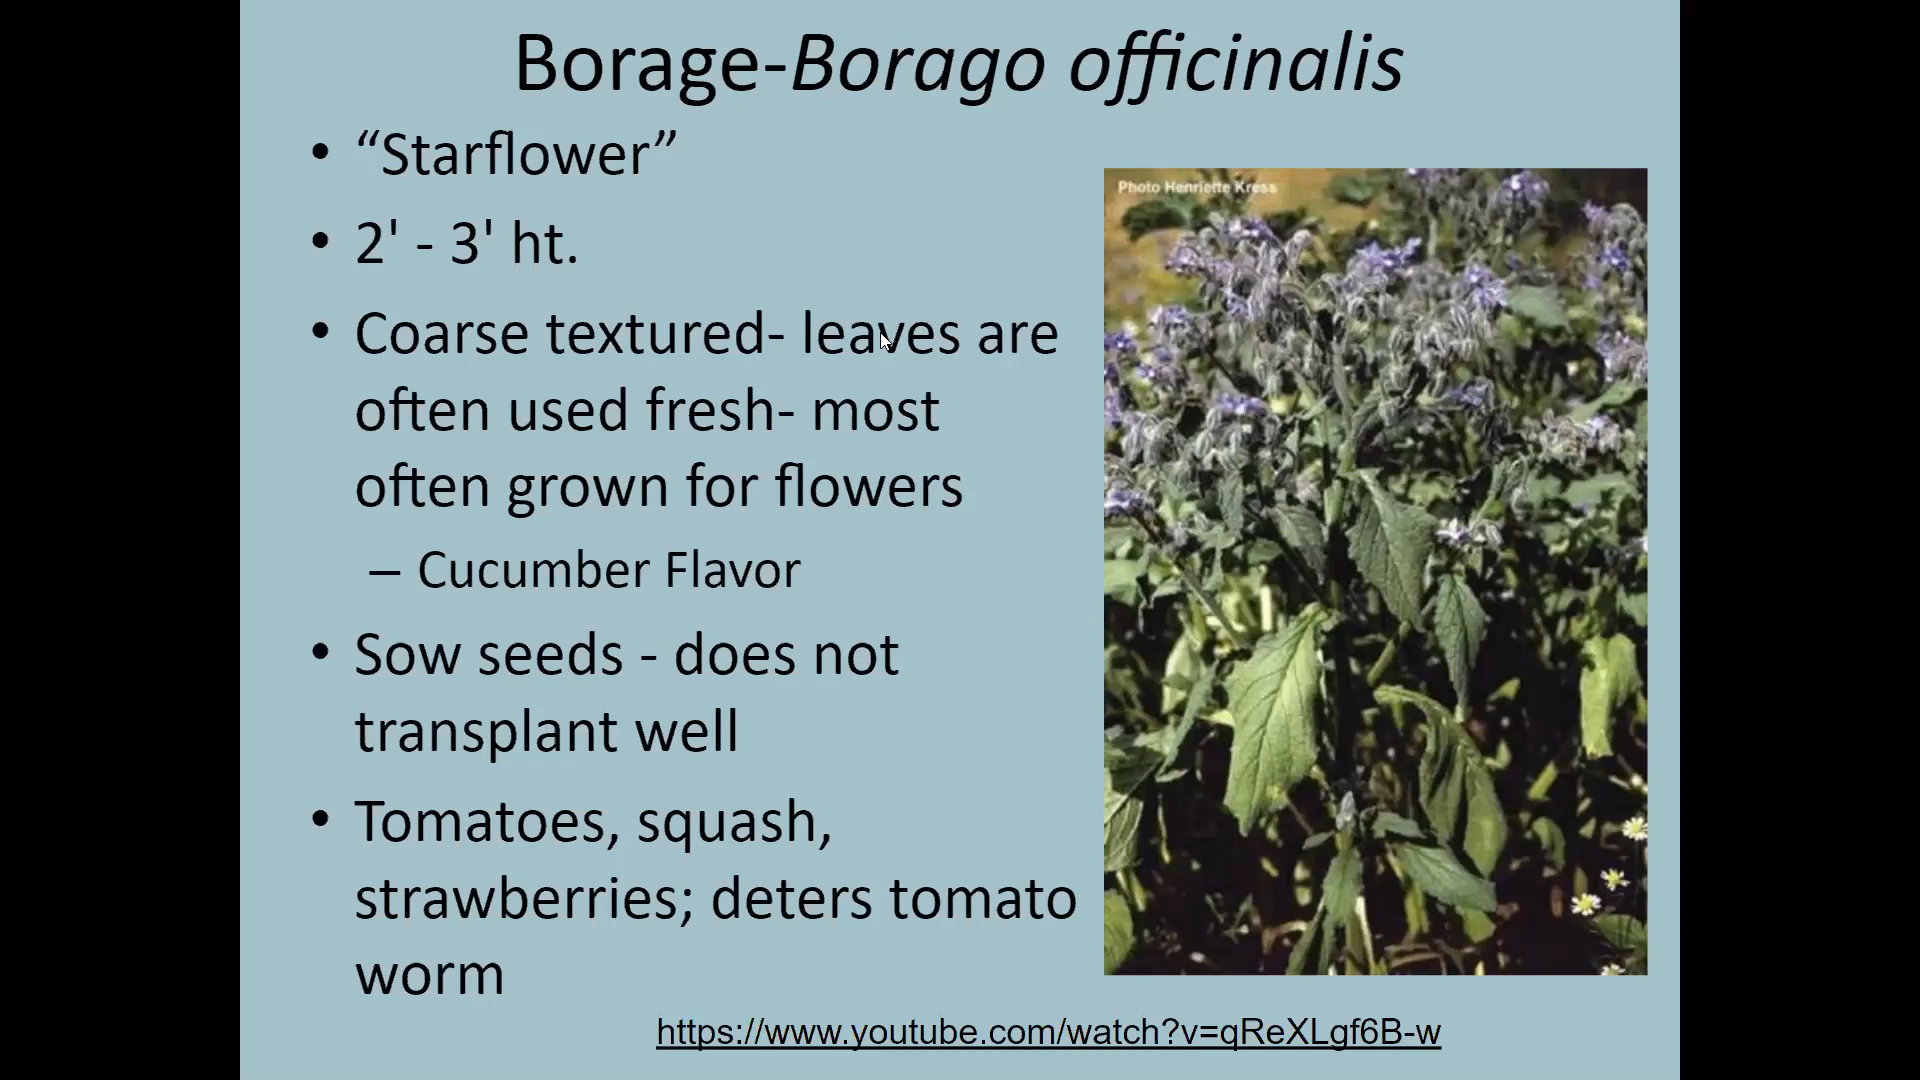 Borage-Borago officinalis
• “Starflower”
• 2' - 3' ht.
• Coarse textured- leaves are
often used fresh- most
often grown for flowers
– Cucumber Flavor
• Sow seeds - does not
transplant well
• Tomatoes, squash,
strawberries; deters tomato
worm
Photo Henriette Kress
https://www.youtube.com/watch?v=qReXLgf6B-w